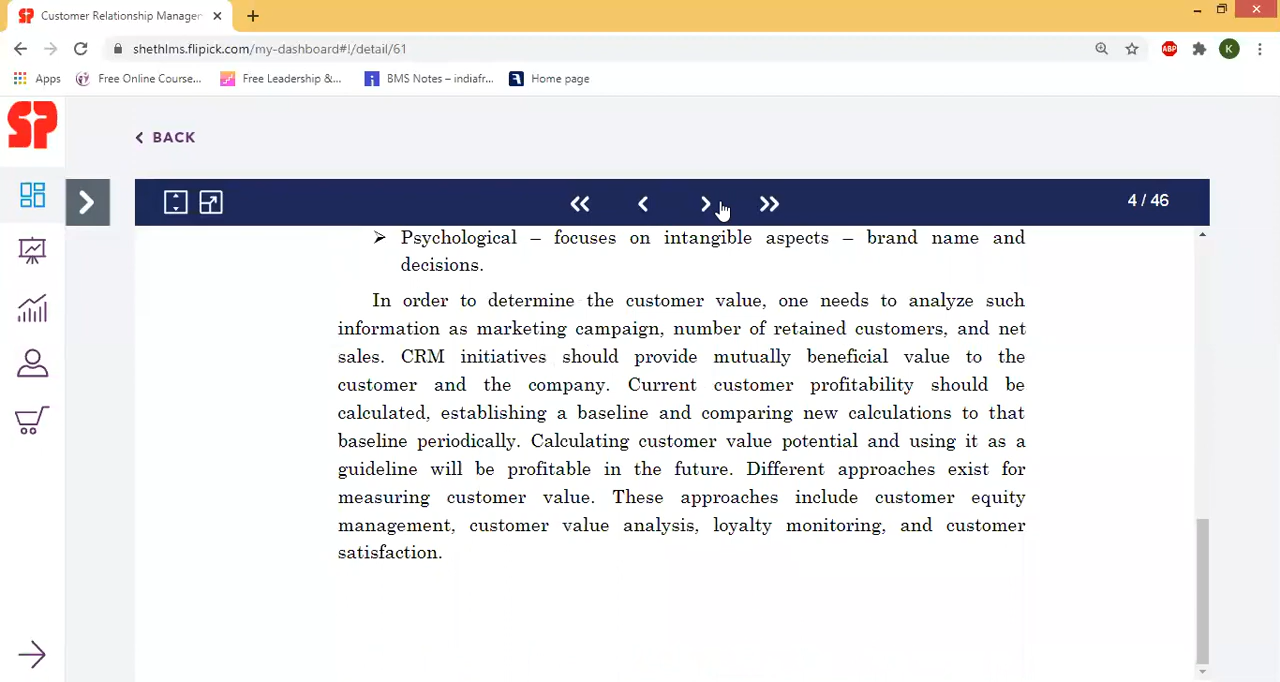 Customer Relationship Manager
shethlms.flipick.com/my-dashboard#!/detail/61
ABP
K
Apps Free Online Course... Free Leadership &... BMS Notes – indiafr... Home page
SP
BACK
4 / 46
➢ Psychological – focuses on intangible aspects – brand name and
decisions.
In order to determine the customer value, one needs to analyze such
information as marketing campaign, number of retained customers, and net
sales. CRM initiatives should provide mutually beneficial value to the
customer and the company. Current customer profitability should be
calculated, establishing a baseline and comparing new calculations to that
baseline periodically. Calculating customer value potential and using it as a
guideline will be profitable in the future. Different approaches exist for
measuring customer value. These approaches include customer equity
management, customer value analysis, loyalty monitoring, and customer
satisfaction.